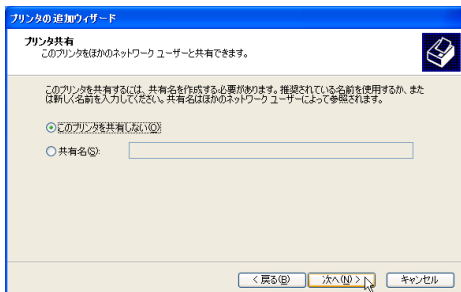 プリンタの追加ウィザード
プリンタ共有
このプリンタをほかのネットワーク ユーザーと共有できます。
このプリンタを共有するには、共有名を作成する必要があります。推奨されている名前を使用するか、また
は新しく名前を入力してください。共有名はほかのネットワーク ユーザーによって参照されます。
このプリンタを共有しない(O)
共有名(S):
< 戻る(B)
次へ(N) >
キャンセル